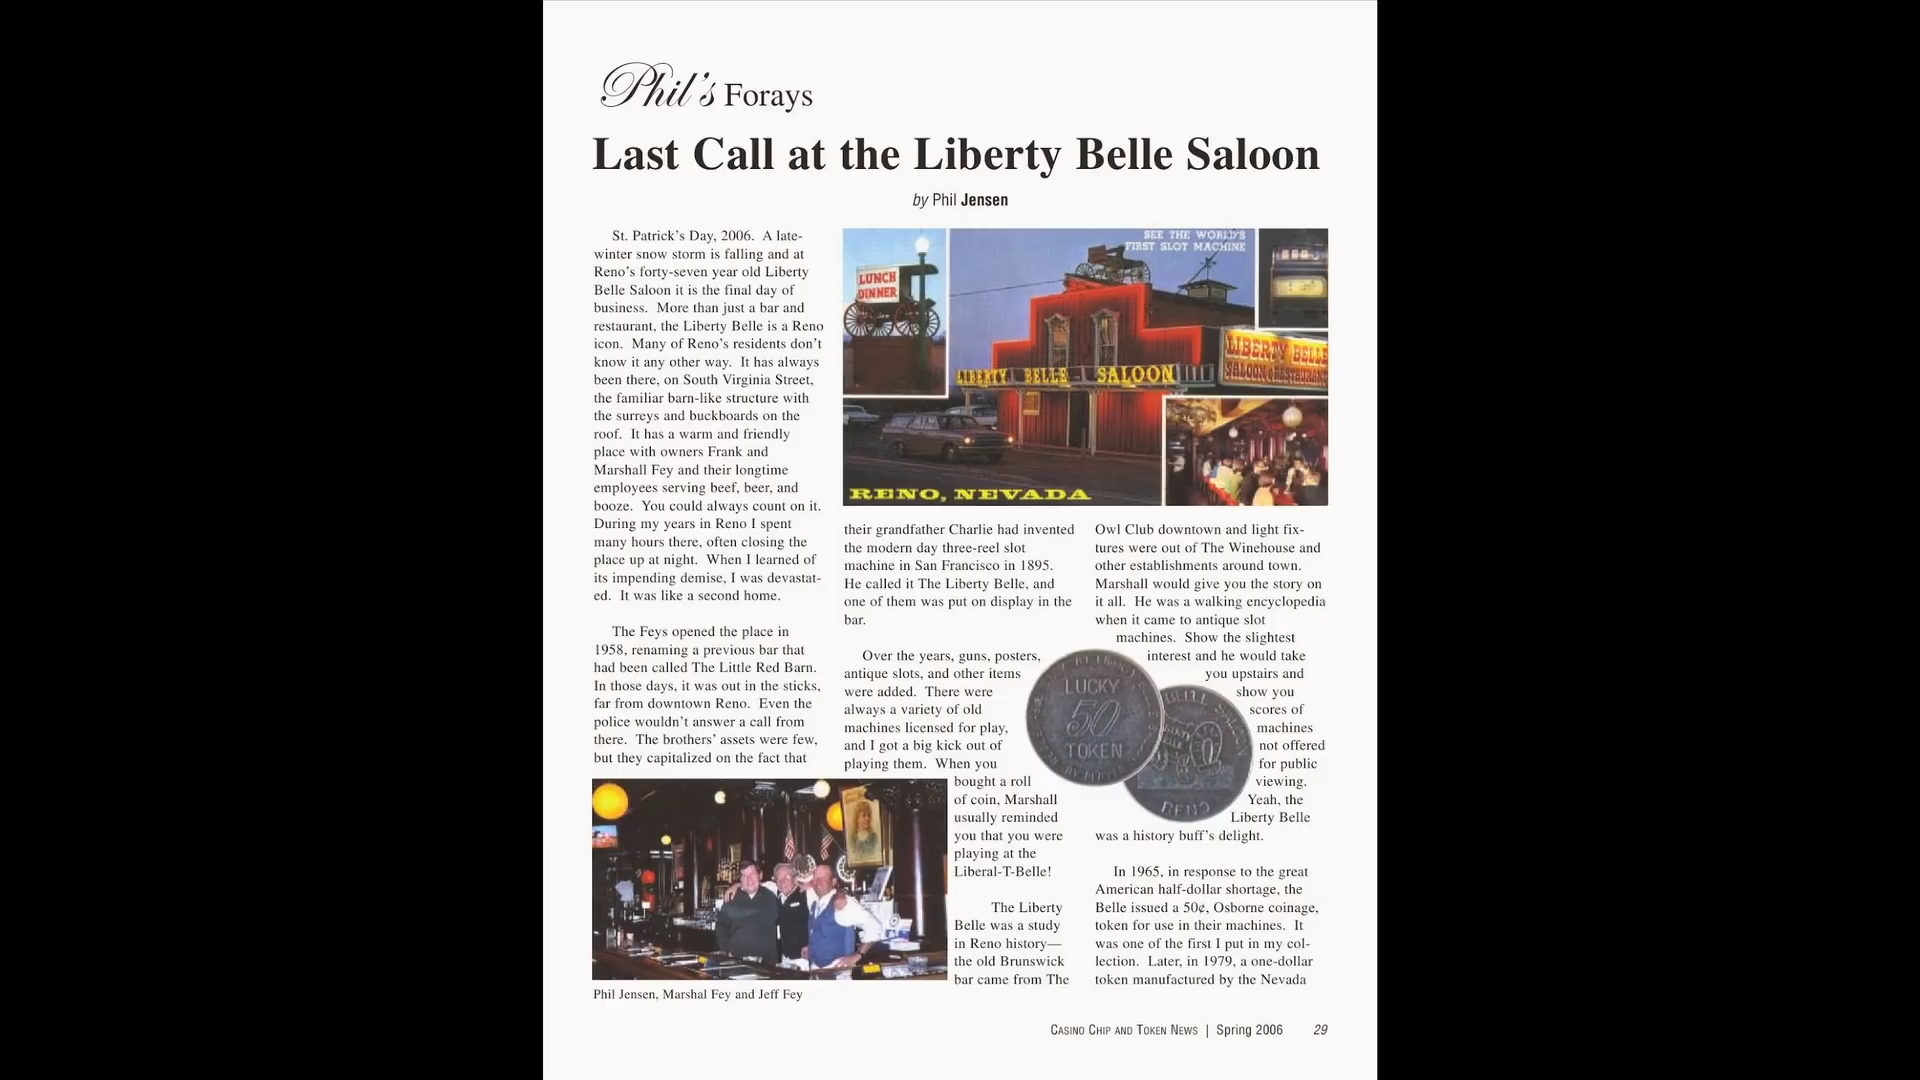 Phil's Forays
Last Call at the Liberty Belle Saloon
by Phil Jensen
St. Patrick's Day, 2006. A late-
winter snow storm is falling and at
Reno's forty-seven year old Liberty
Belle Saloon it is the final day of
business. More than just a bar and
restaurant, the Liberty Belle is a Reno
icon. Many of Reno's residents don't
know it any other way. It has always
been there, on South Virginia Street,
the familiar barn-like structure with
the surreys and buckboards on the
roof. It has a warm and friendly
place with owners Frank and
Marshall Fey and their longtime
employees serving beef, beer, and
booze. You could always count on it.
During my years in Reno I spent
many hours there, often closing the
place up at night. When I learned of
its impending demise, I was devastat-
ed. It was like a second home.
The Feys opened the place in
1958, renaming a previous bar that
had been called The Little Red Barn.
In those days, it was out in the sticks,
far from downtown Reno. Even the
police wouldn't answer a call from
there. The brothers' assets were few,
but they capitalized on the fact that
Phil Jensen, Marshal Fey and Jeff Fey
SEE THE WORLD'S
FIRST SLOT MACHINE
LUNCH
DINNER
LIBERTY BELLE SALOON
LIBERTY BELLE
SALOON & RESTAURANT
RENO, NEVADA
their grandfather Charlie had invented
the modern day three-reel slot
machine in San Francisco in 1895.
He called it The Liberty Belle, and
one of them was put on display in the
bar.
Over the years, guns, posters,
antique slots, and other items
were added. There were
always a variety of old
machines licensed for play,
and I got a big kick out of
playing them. When you
bought a roll
of coin, Marshall
usually reminded
you that you were
playing at the
Liberal-T-Belle!
The Liberty
Belle was a study
in Reno history—
the old Brunswick
bar came from The
LUCKY
50
TOKEN
BELLE SALOON
RENO
Owl Club downtown and light fix-
tures were out of The Winehouse and
other establishments around town.
Marshall would give you the story on
it all. He was a walking encyclopedia
when it came to antique slot
machines. Show the slightest
interest and he would take
you upstairs and
show you
scores of
machines
not offered
for public
viewing.
Yeah, the
Liberty Belle
was a history buff's delight.
In 1965, in response to the great
American half-dollar shortage, the
Belle issued a 50¢, Osborne coinage,
token for use in their machines. It
was one of the first I put in my col-
lection. Later, in 1979, a one-dollar
token manufactured by the Nevada
Casino Chip and Token News | Spring 2006 29